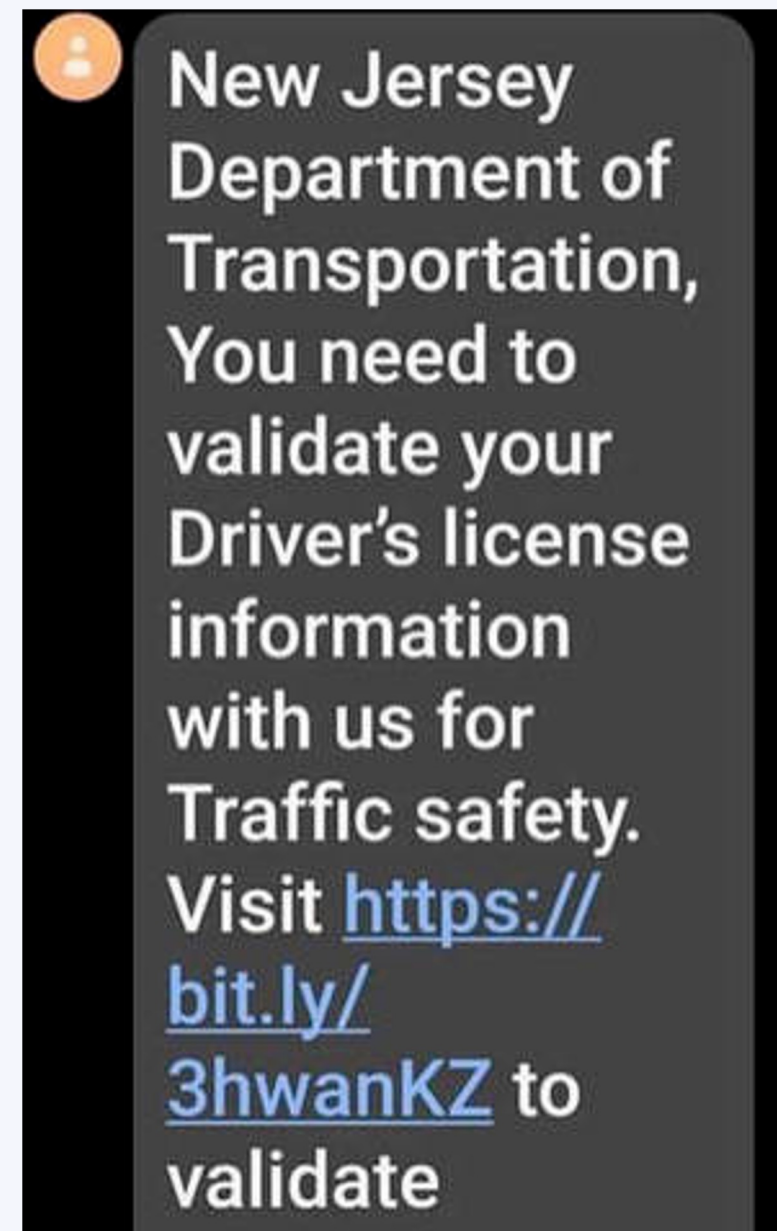 New Jersey
Department of
Transportation,
You need to
validate your
Driver’s license
information
with us for
Traffic safety.
Visit https://
bit.ly/
3hwanKZ to
validate